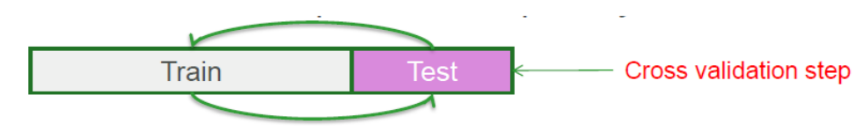 Train
Test
Cross validation step